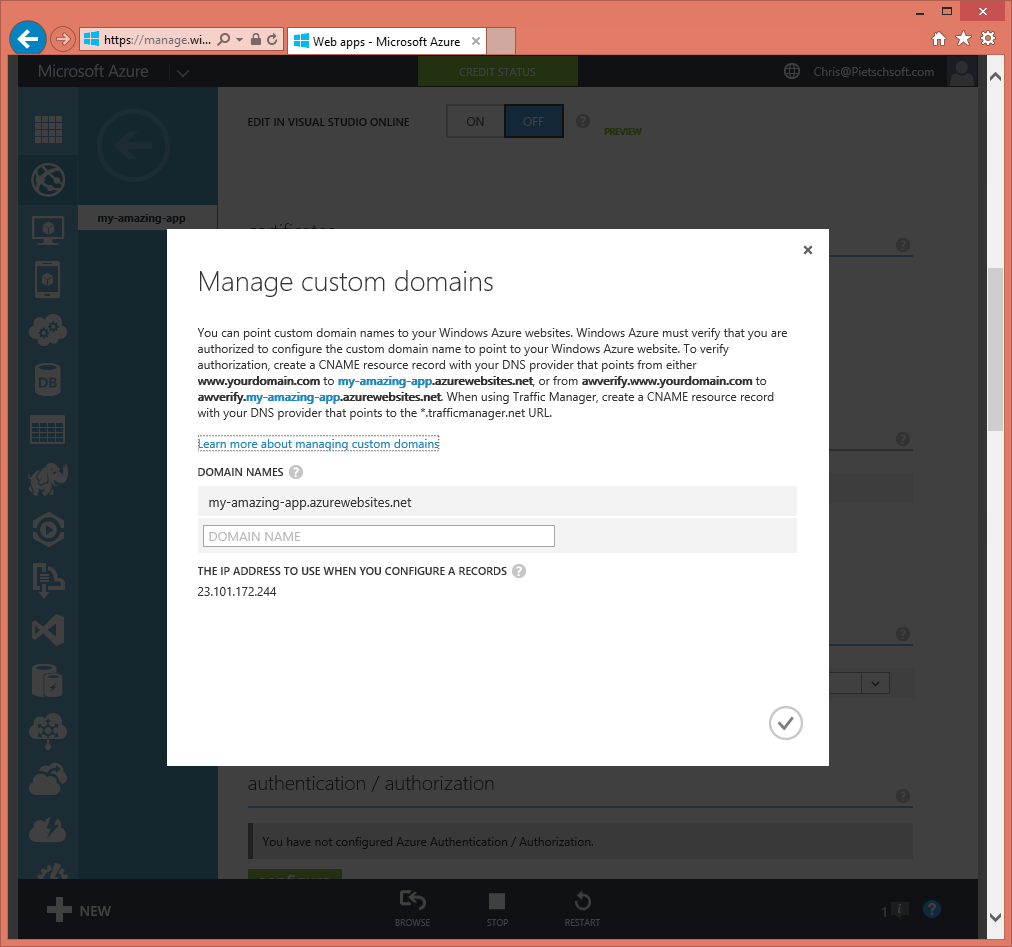 https://manage.wi...
Web apps - Microsoft Azure
Microsoft Azure
CREDIT STATUS
Chris@Pietschsoft.com
EDIT IN VISUAL STUDIO ONLINE
ON
OFF
?
PREVIEW
my-amazing-app
certificates
?
Manage custom domains
You can point custom domain names to your Windows Azure websites. Windows Azure must verify that you are
authorized to configure the custom domain name to point to your Windows Azure website. To verify
authorization, create a CNAME resource record with your DNS provider that points from either
www.yourdomain.com to my-amazing-app.azurewebsites.net, or from awverify.www.yourdomain.com to
awverify.my-amazing-app.azurewebsites.net. When using Traffic Manager, create a CNAME resource record
with your DNS provider that points to the *.trafficmanager.net URL.
Learn more about managing custom domains
?
DOMAIN NAMES ?
my-amazing-app.azurewebsites.net
DOMAIN NAME
THE IP ADDRESS TO USE WHEN YOU CONFIGURE A RECORDS ?
23.101.172.244
?
DB
authentication / authorization
?
You have not configured Azure Authentication / Authorization.
configure
NEW
BROWSE
STOP
RESTART
1
i
?